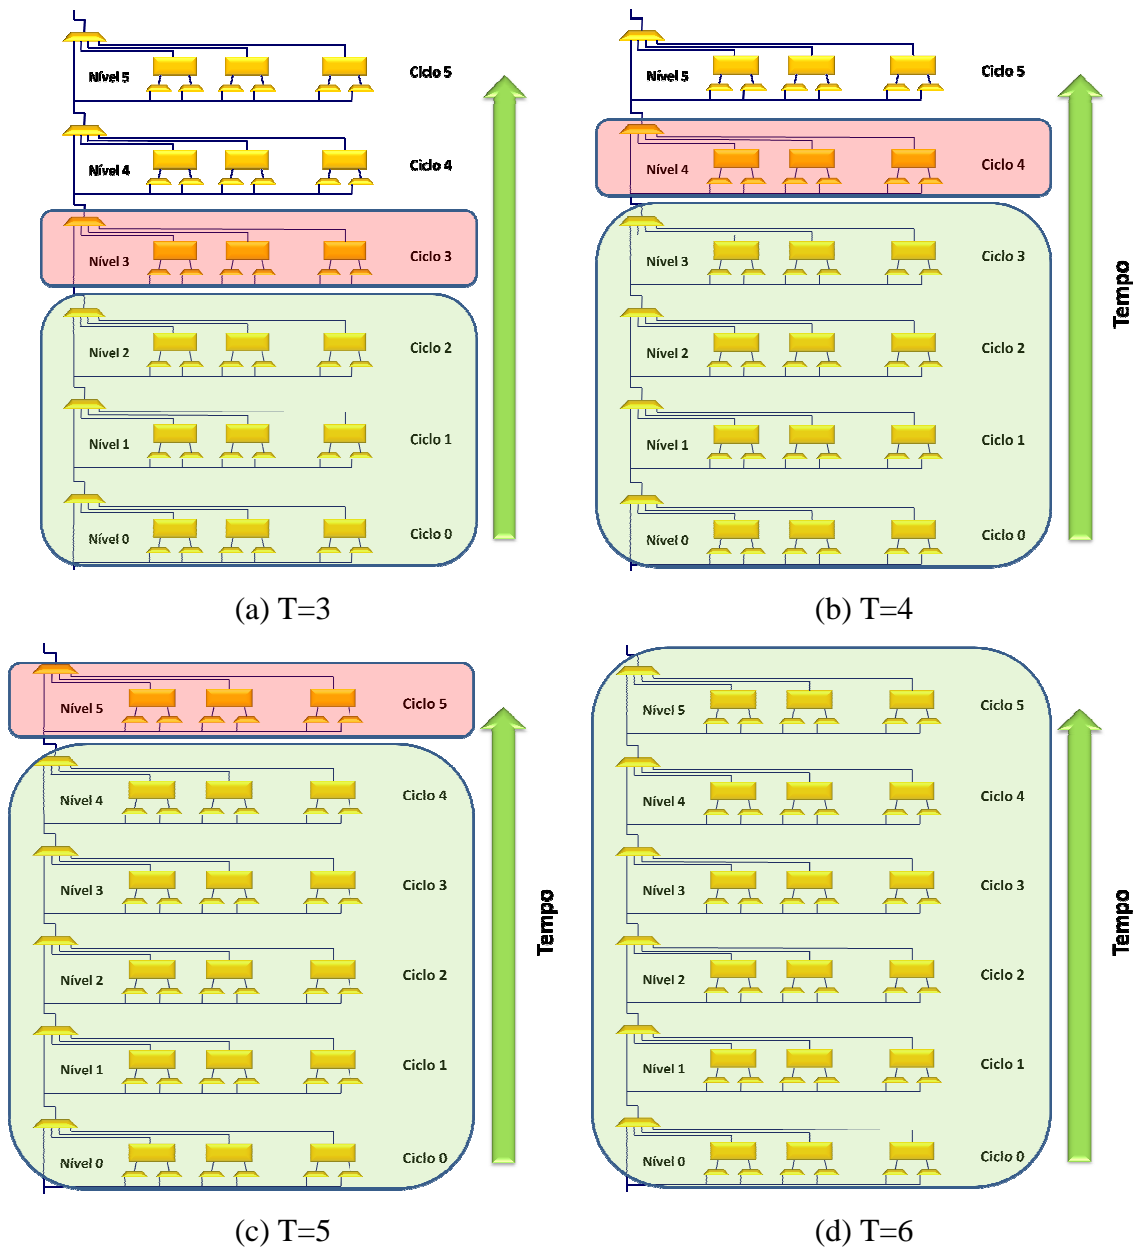 Nível 5 Ciclo 5
Nível 4 Ciclo 4
Nível 3 Ciclo 3
Nível 2 Ciclo 2
Nível 1 Ciclo 1
Nível 0 Ciclo 0
(a) T=3
Nível 5 Ciclo 5
Nível 4 Ciclo 4
Nível 3 Ciclo 3
Nível 2 Ciclo 2
Nível 1 Ciclo 1
Nível 0 Ciclo 0
Tempo
(b) T=4
Nível 5 Ciclo 5
Nível 4 Ciclo 4
Nível 3 Ciclo 3
Nível 2 Ciclo 2
Nível 1 Ciclo 1
Nível 0 Ciclo 0
Tempo
(c) T=5
Nível 5 Ciclo 5
Nível 4 Ciclo 4
Nível 3 Ciclo 3
Nível 2 Ciclo 2
Nível 1 Ciclo 1
Nível 0 Ciclo 0
Tempo
(d) T=6